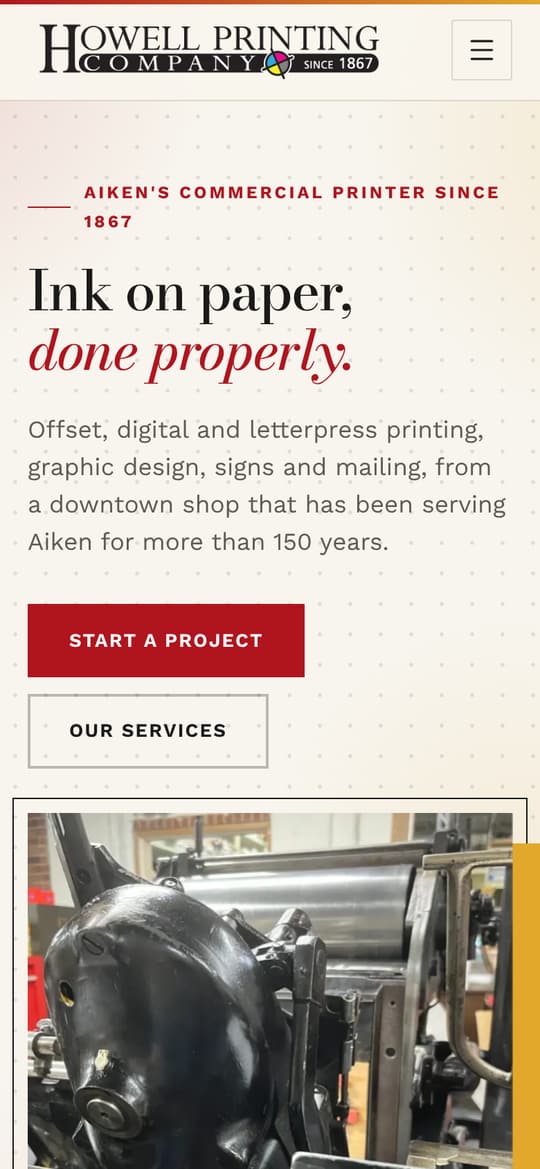 HOWELL PRINTING
COMPANY SINCE 1867
AIKEN'S COMMERCIAL PRINTER SINCE
1867
Ink on paper,
done properly.
Offset, digital and letterpress printing,
graphic design, signs and mailing, from
a downtown shop that has been serving
Aiken for more than 150 years.
START A PROJECT
OUR SERVICES